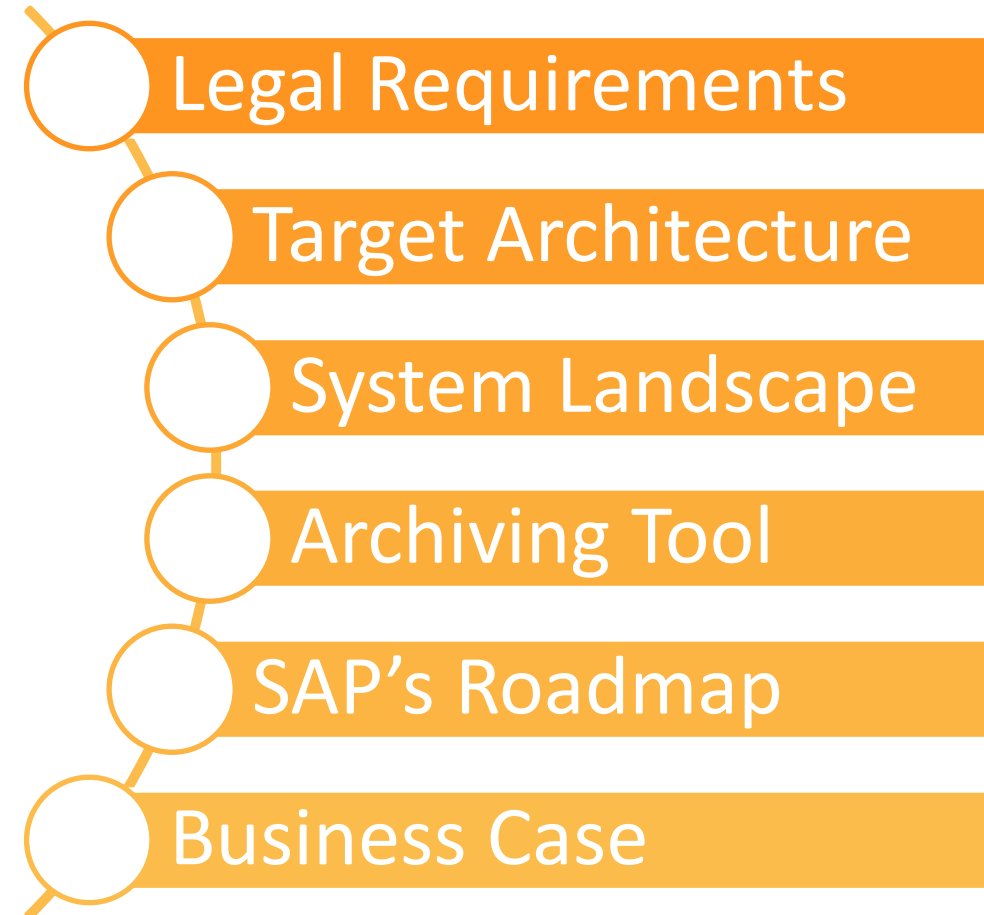 Legal Requirements
Target Architecture
System Landscape
Archiving Tool
SAP’s Roadmap
Business Case